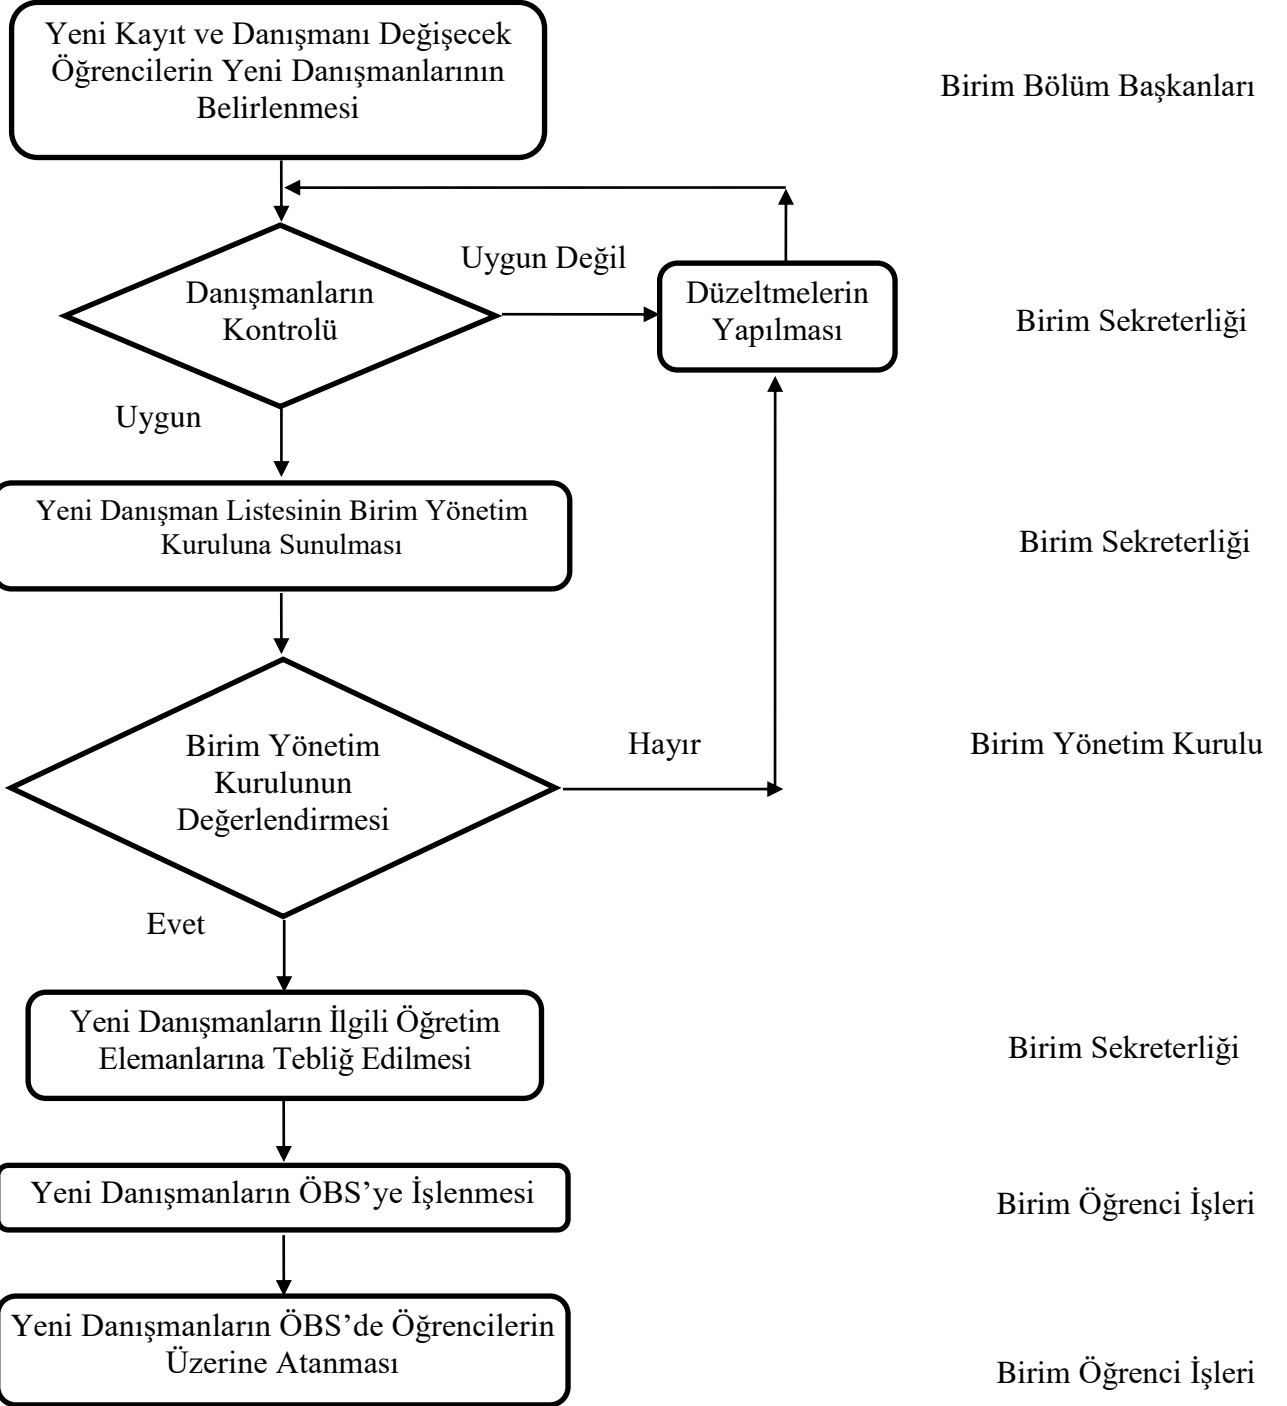 Yeni Kayıt ve Danışmanı Değişecek
Öğrencilerin Yeni Danışmanlarının
Belirlenmesi
Birim Bölüm Başkanları
Uygun Değil
Danışmanların
Kontrolü
Düzeltmelerin
Yapılması
Birim Sekreterliği
Uygun
Yeni Danışman Listesinin Birim Yönetim
Kuruluna Sunulması
Birim Sekreterliği
Birim Yönetim
Kurulunun
Değerlendirmesi
Hayır
Birim Yönetim Kurulu
Evet
Yeni Danışmanların İlgili Öğretim
Elemanlarına Tebliğ Edilmesi
Birim Sekreterliği
Yeni Danışmanların ÖBS’ye İşlenmesi
Birim Öğrenci İşleri
Yeni Danışmanların ÖBS’de Öğrencilerin
Üzerine Atanması
Birim Öğrenci İşleri